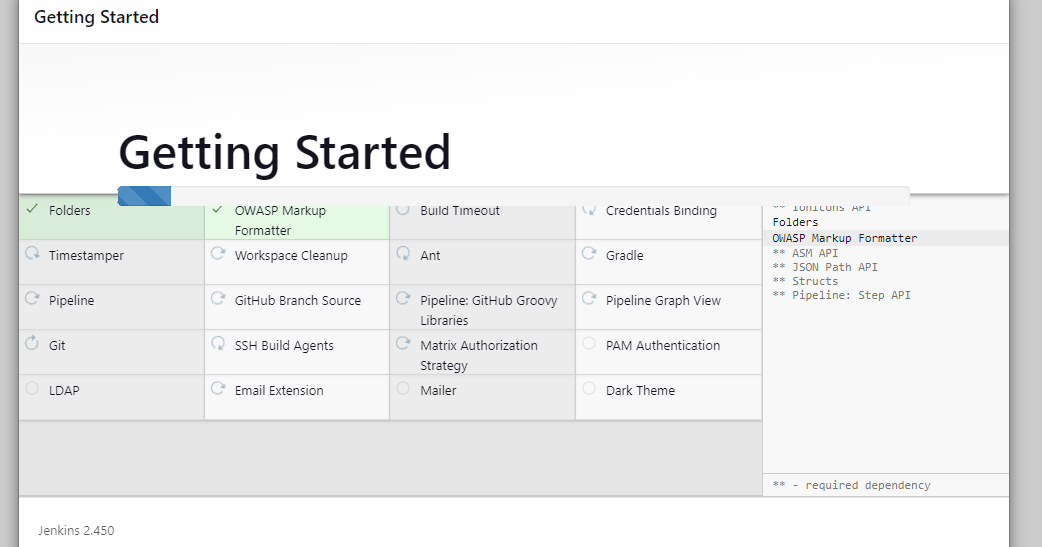 Getting Started
Getting Started
Folders
OWASP Markup
Formatter
Build Timeout
Credentials Binding
Timestamper
Workspace Cleanup
Ant
Gradle
Pipeline
GitHub Branch Source
Pipeline: GitHub Groovy
Libraries
Pipeline Graph View
Git
SSH Build Agents
Matrix Authorization
Strategy
PAM Authentication
LDAP
Email Extension
Mailer
Dark Theme
** Ionicons API
Folders
OWASP Markup Formatter
** ASM API
** JSON Path API
** Structs
** Pipeline: Step API
** - required dependency
Jenkins 2.450